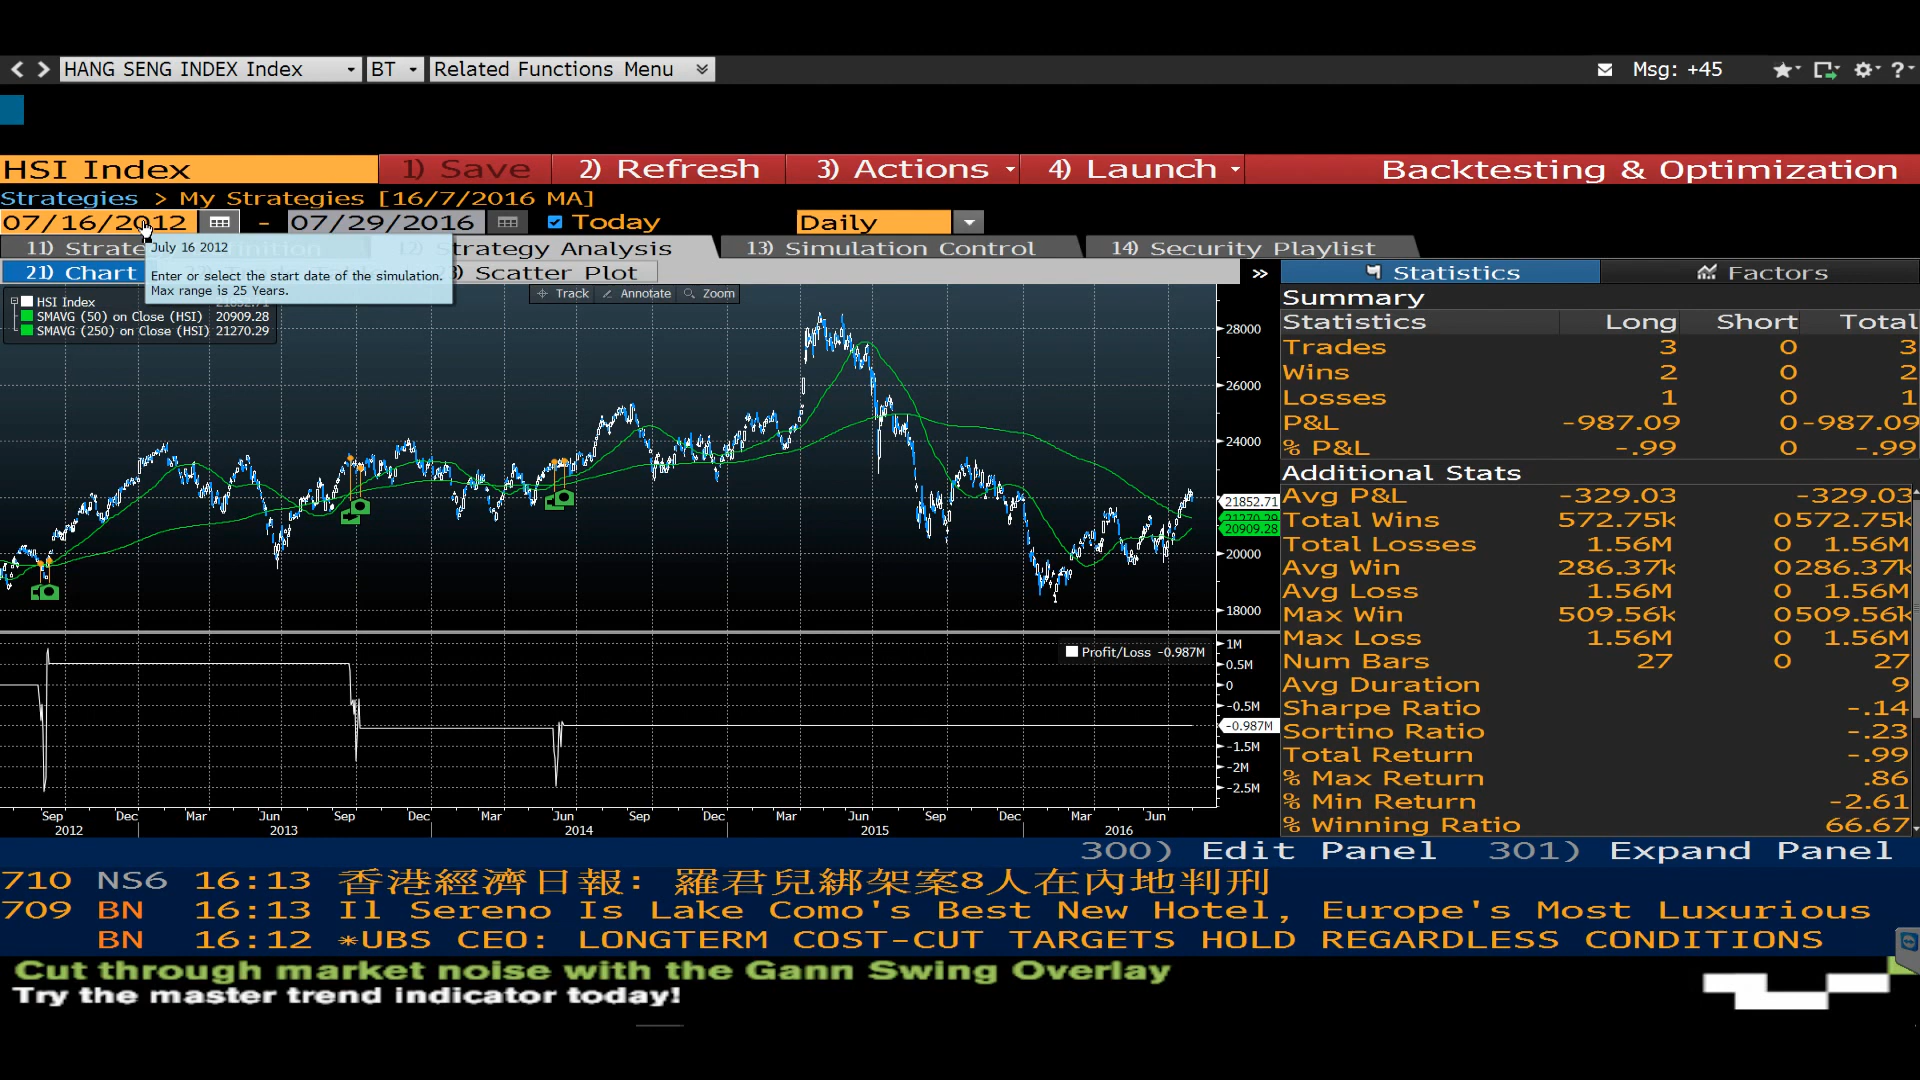 HANG SENG INDEX Index BT Related Functions Menu Msg: +45 ?
HSI Index 1) Save 2) Refresh 3) Actions 4) Launch Backtesting & Optimization
Strategies > My Strategies [16/7/2016 MA]
07/16/2012 - 07/29/2016 Today Daily
11) Strate 12) Strategy Analysis 13) Simulation Control 14) Security Playlist
July 16 2012
Enter or select the start date of the simulation.
Max range is 25 Years.
21) Chart Scatter Plot >> Statistics Factors
Track Annotate Zoom
HSI Index 21852.71
SMAVG (50) on Close (HSI) 20909.28
SMAVG (250) on Close (HSI) 21270.29
28000
26000
24000
21852.71
21270.29
20909.28
20000
18000
Profit/Loss -0.987M
1M
0.5M
0
-0.5M
-0.987M
-1.5M
-2M
-2.5M
Sep Dec Mar Jun Sep Dec Mar Jun Sep Dec Mar Jun Sep Dec Mar Jun
2012 2013 2014 2015 2016
Summary
Statistics Long Short Total
Trades 3 0 3
Wins 2 0 2
Losses 1 0 1
P&L -987.09 0 -987.09
% P&L -.99 0 -.99
Additional Stats
Avg P&L -329.03 -329.03
Total Wins 572.75k 0 572.75k
Total Losses 1.56M 0 1.56M
Avg Win 286.37k 0 286.37k
Avg Loss 1.56M 0 1.56M
Max Win 509.56k 0 509.56k
Max Loss 1.56M 0 1.56M
Num Bars 27 0 27
Avg Duration 9
Sharpe Ratio -.14
Sortino Ratio -.23
Total Return -.99
% Max Return .86
% Min Return -2.61
% Winning Ratio 66.67
300) Edit Panel 301) Expand Panel
710 NS6 16:13 香港經濟日報: 羅君兒綁架案8人在內地判刑
709 BN 16:13 Il Sereno Is Lake Como's Best New Hotel, Europe's Most Luxurious
BN 16:12 *UBS CEO: LONGTERM COST-CUT TARGETS HOLD REGARDLESS CONDITIONS
Cut through market noise with the Gann Swing Overlay
Try the master trend indicator today!